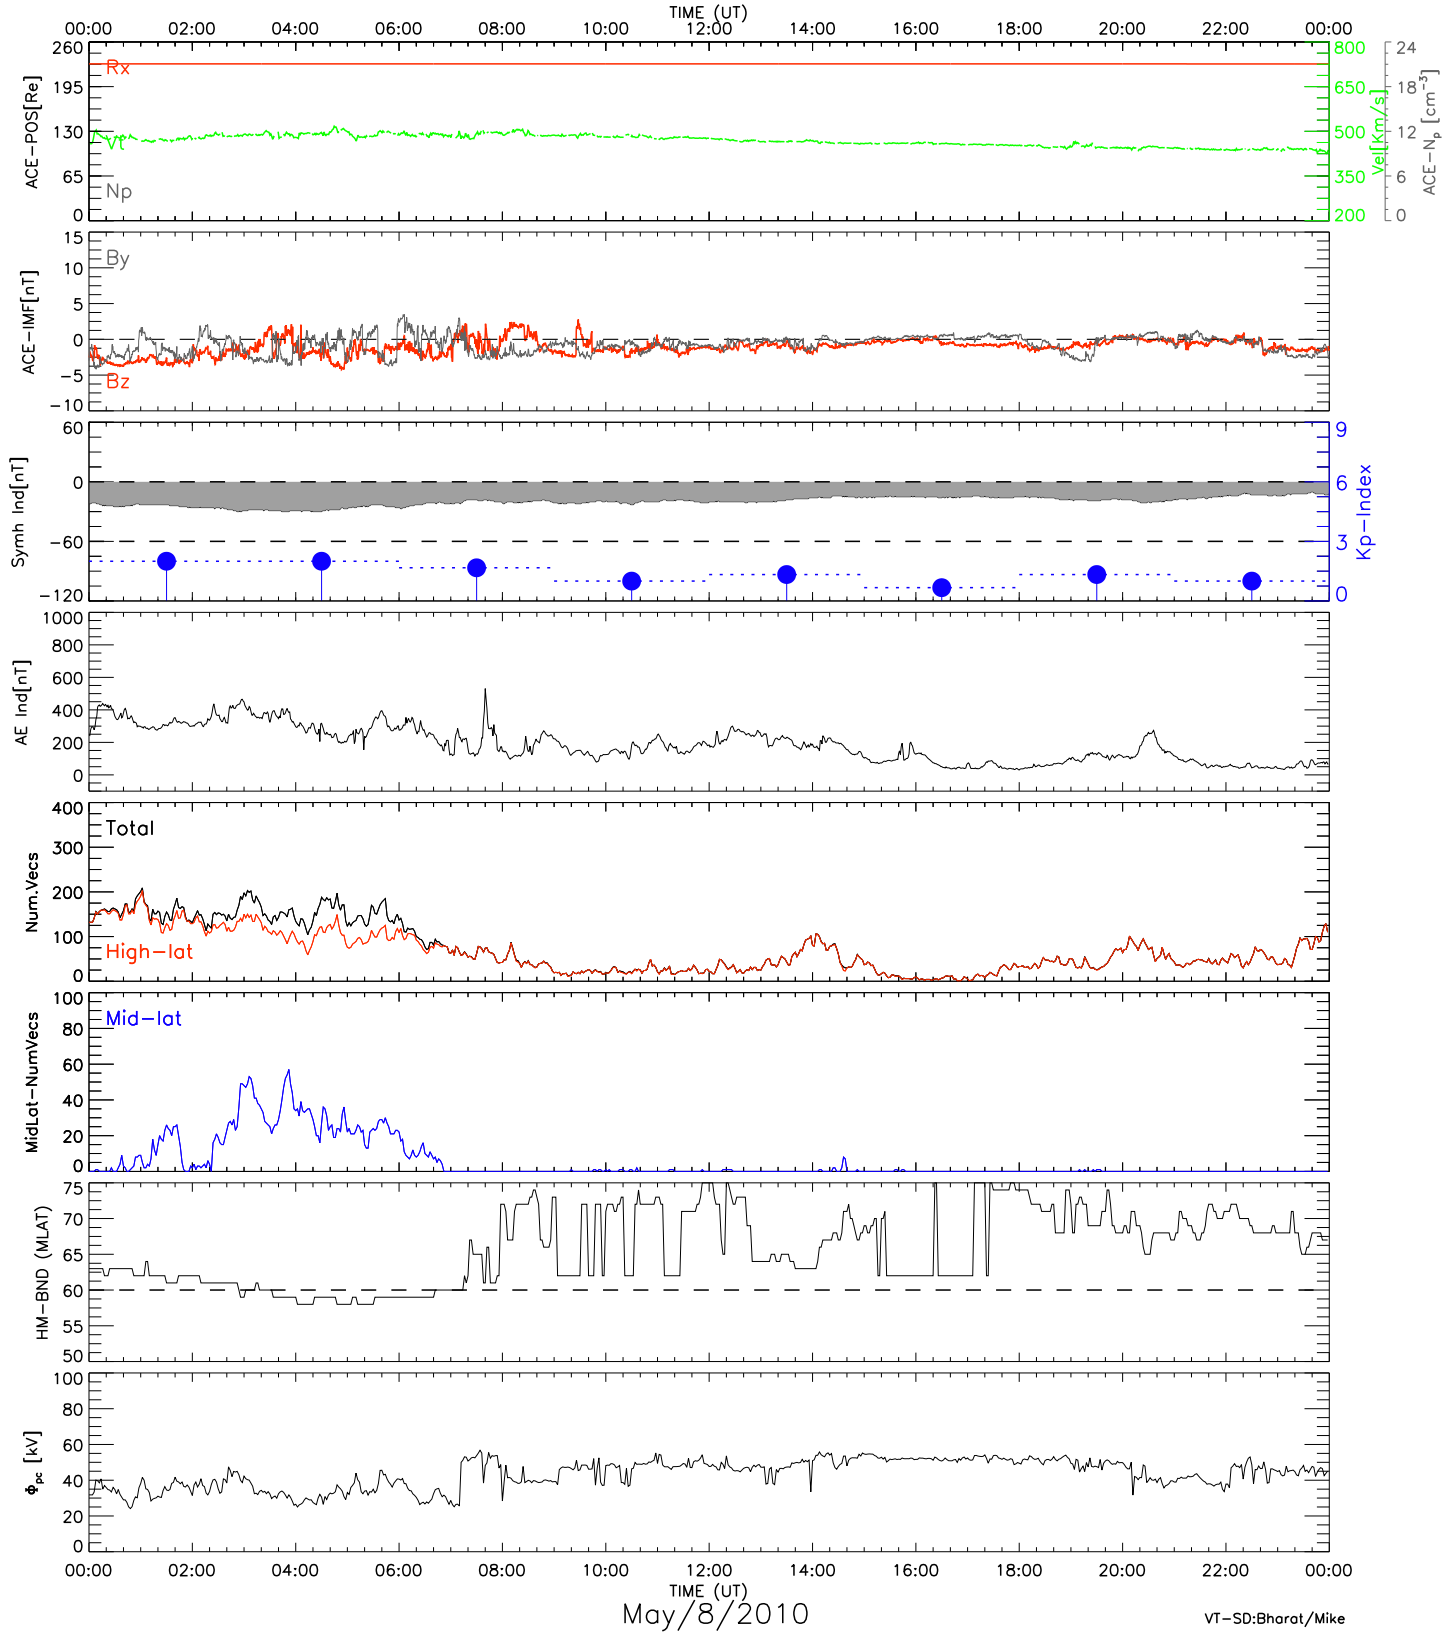 TIME (UT)
00:00 02:00 04:00 06:00 08:00 10:00 12:00 14:00 16:00 18:00 20:00 22:00 00:00
ACE-POS[Re]
260
195
130
65
0
Rx
Np
800
650
500
350
200
Vel[Km/s]
24
18
12
6
0
ACE-Np [cm-3]
ACE-IMF[nT]
15
10
5
0
-5
-10
By
Bz
Symh Ind[nT]
60
0
-60
-120
9
6
3
0
Kp-Index
AE Ind[nT]
1000
800
600
400
200
0
Num.Vecs
400
300
200
100
0
Total
High-lat
MidLat-NumVecs
100
80
60
40
20
0
Mid-lat
HM-BND (MLAT)
75
70
65
60
55
50
Φpc [kV]
100
80
60
40
20
0
00:00 02:00 04:00 06:00 08:00 10:00 12:00 14:00 16:00 18:00 20:00 22:00 00:00
TIME (UT)
May/8/2010
VT-SD:Bharat/Mike